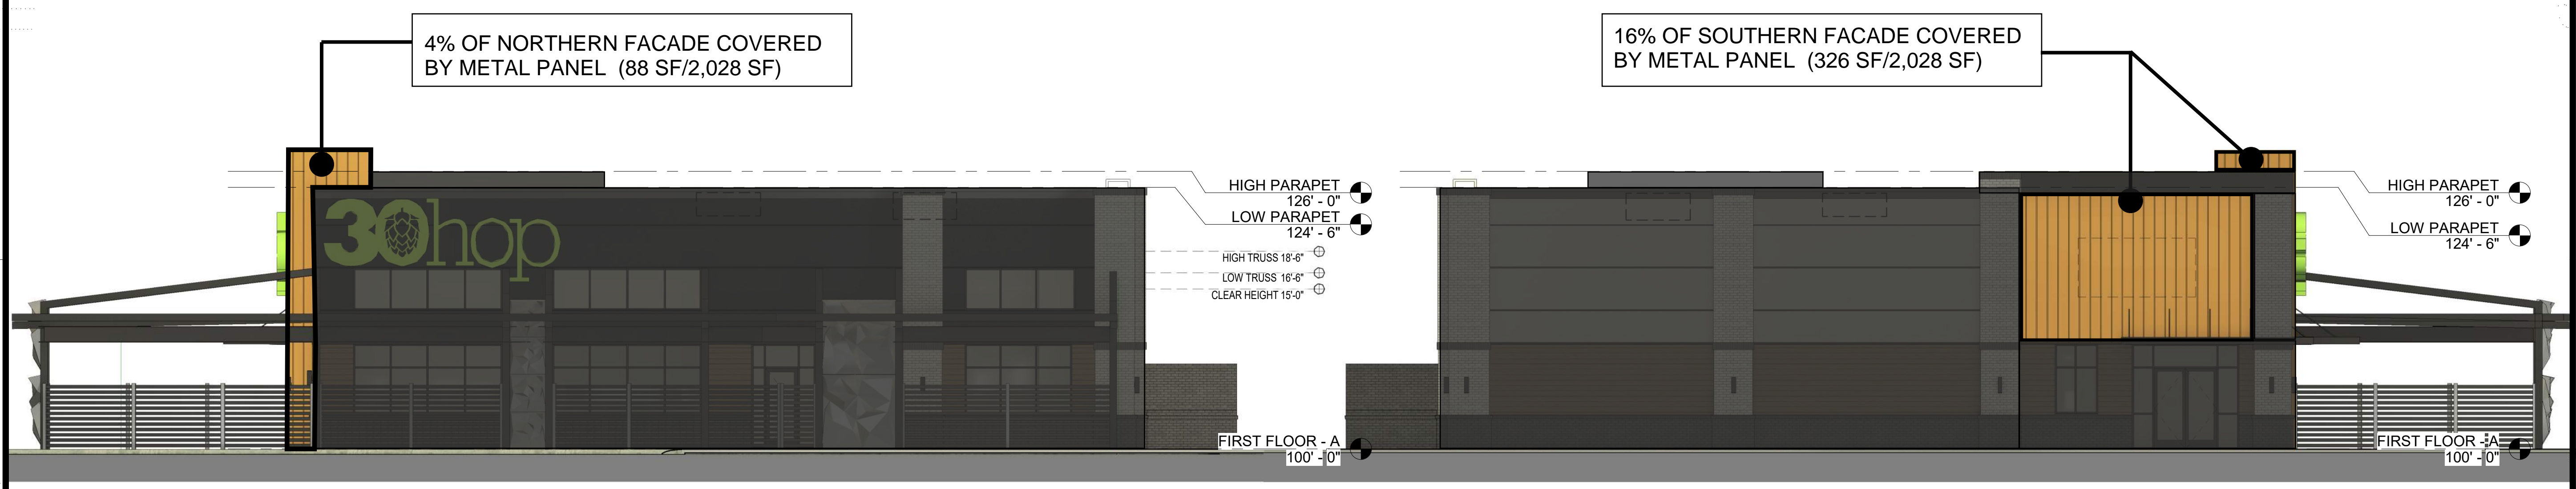 4% OF NORTHERN FACADE COVERED
BY METAL PANEL (88 SF/2,028 SF)
30hop
HIGH PARAPET
126' - 0"
LOW PARAPET
124' - 6"
HIGH TRUSS 18'-6"
LOW TRUSS 16'-6"
CLEAR HEIGHT 15'-0"
FIRST FLOOR - A
100' - 0"
16% OF SOUTHERN FACADE COVERED
BY METAL PANEL (326 SF/2,028 SF)
HIGH PARAPET
126' - 0"
LOW PARAPET
124' - 6"
FIRST FLOOR - A
100' - 0"